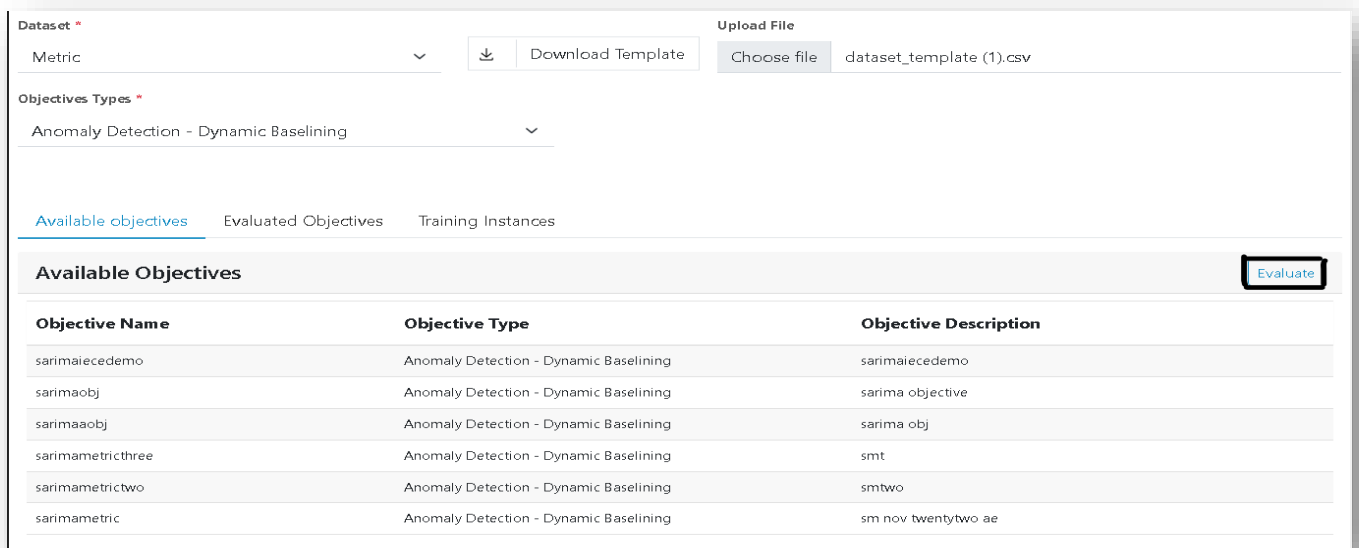 Dataset *
Upload File
Metric
Download Template
Choose file dataset_template (1).csv
Objectives Types *
Anomaly Detection - Dynamic Baselining
Available objectives Evaluated Objectives Training Instances
Available Objectives Evaluate
Objective Name Objective Type Objective Description
sarimaiecedemo Anomaly Detection - Dynamic Baselining sarimaiecedemo
sarimaobj Anomaly Detection - Dynamic Baselining sarima objective
sarimaaobj Anomaly Detection - Dynamic Baselining sarima obj
sarimametricthree Anomaly Detection - Dynamic Baselining smt
sarimametrictwo Anomaly Detection - Dynamic Baselining smtwo
sarimametric Anomaly Detection - Dynamic Baselining sm nov twentytwo ae